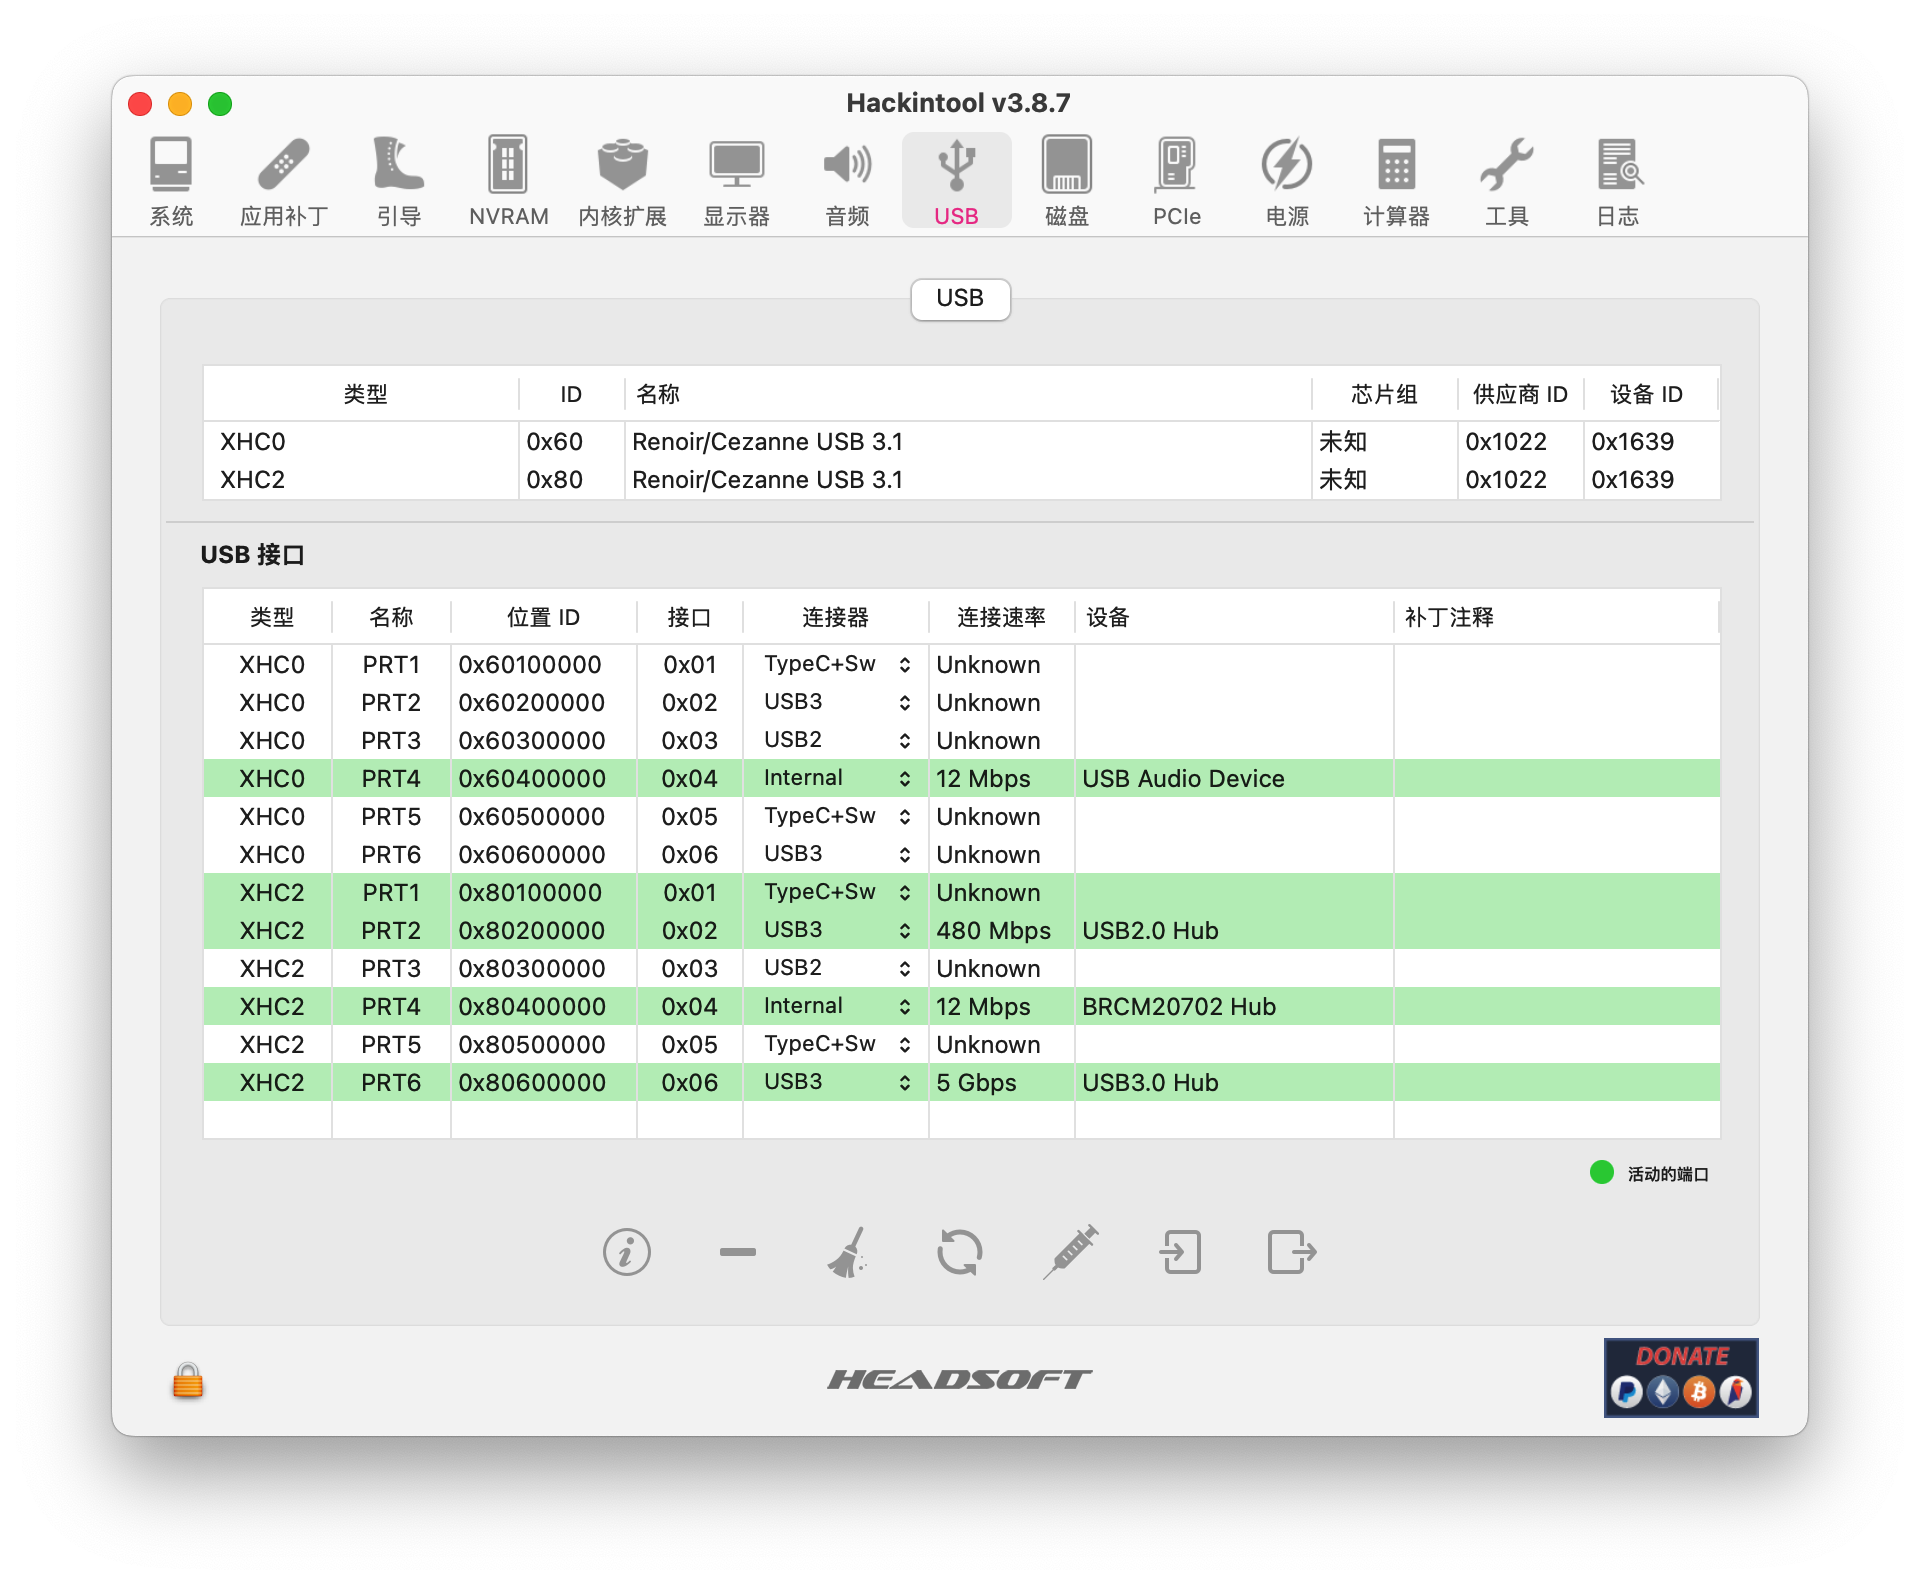 Hackintool v3.8.7
系统 应用补丁 引导 NVRAM 内核扩展 显示器 音频 USB 磁盘 PCIe 电源 计算器 工具 日志
USB
类型 ID 名称 芯片组 供应商 ID 设备 ID
XHC0 0x60 Renoir/Cezanne USB 3.1 未知 0x1022 0x1639
XHC2 0x80 Renoir/Cezanne USB 3.1 未知 0x1022 0x1639
USB 接口
类型 名称 位置 ID 接口 连接器 连接速率 设备 补丁注释
XHC0 PRT1 0x60100000 0x01 TypeC+Sw Unknown
XHC0 PRT2 0x60200000 0x02 USB3 Unknown
XHC0 PRT3 0x60300000 0x03 USB2 Unknown
XHC0 PRT4 0x60400000 0x04 Internal 12 Mbps USB Audio Device
XHC0 PRT5 0x60500000 0x05 TypeC+Sw Unknown
XHC0 PRT6 0x60600000 0x06 USB3 Unknown
XHC2 PRT1 0x80100000 0x01 TypeC+Sw Unknown
XHC2 PRT2 0x80200000 0x02 USB3 480 Mbps USB2.0 Hub
XHC2 PRT3 0x80300000 0x03 USB2 Unknown
XHC2 PRT4 0x80400000 0x04 Internal 12 Mbps BRCM20702 Hub
XHC2 PRT5 0x80500000 0x05 TypeC+Sw Unknown
XHC2 PRT6 0x80600000 0x06 USB3 5 Gbps USB3.0 Hub
活动的端口
HEADSOFT
DONATE